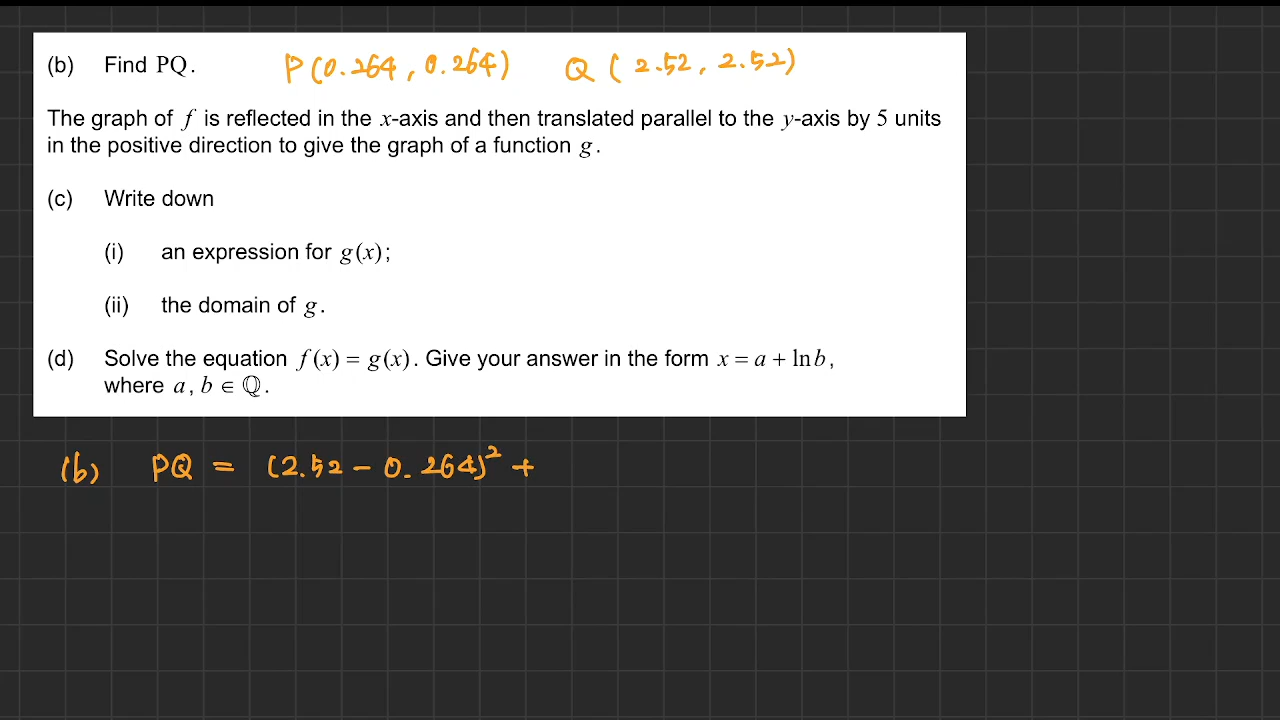 (b) Find PQ. P(0.264, 0.264) Q(2.52, 2.52)
The graph of f is reflected in the x-axis and then translated parallel to the y-axis by 5 units
in the positive direction to give the graph of a function g.
(c) Write down
(i) an expression for g(x);
(ii) the domain of g.
(d) Solve the equation f(x) = g(x). Give your answer in the form x = a + ln b,
where a, b ∈ ℚ.
(b) PQ = (2.52 - 0.264)² +